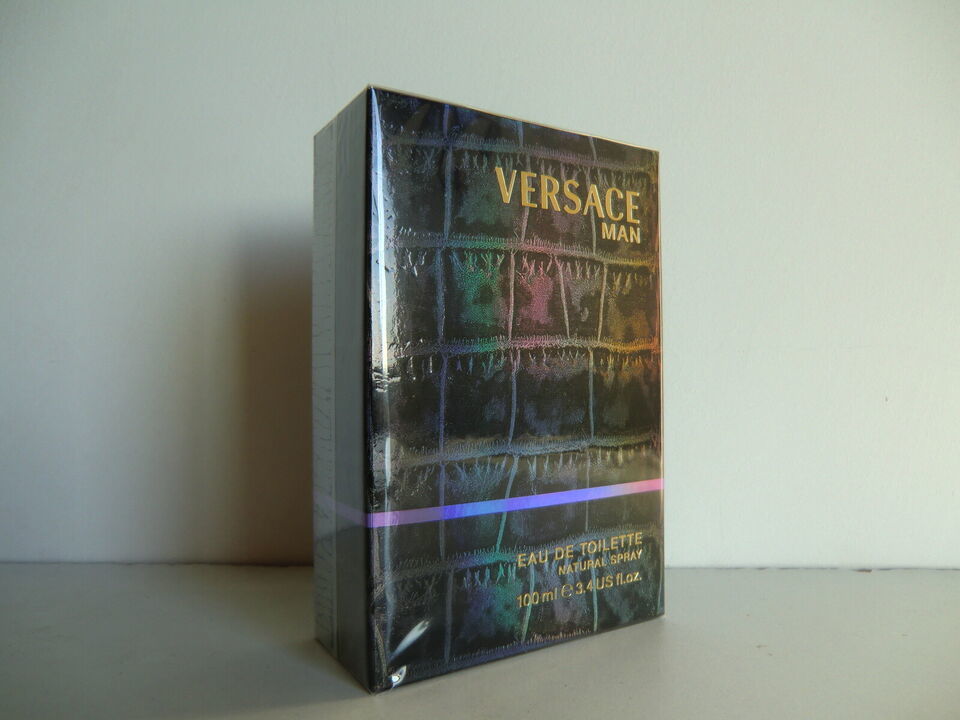 VERSACE
MAN
EAU DE TOILETTE
NATURAL SPRAY
100 ml ℮ 3.4 US fl.oz.